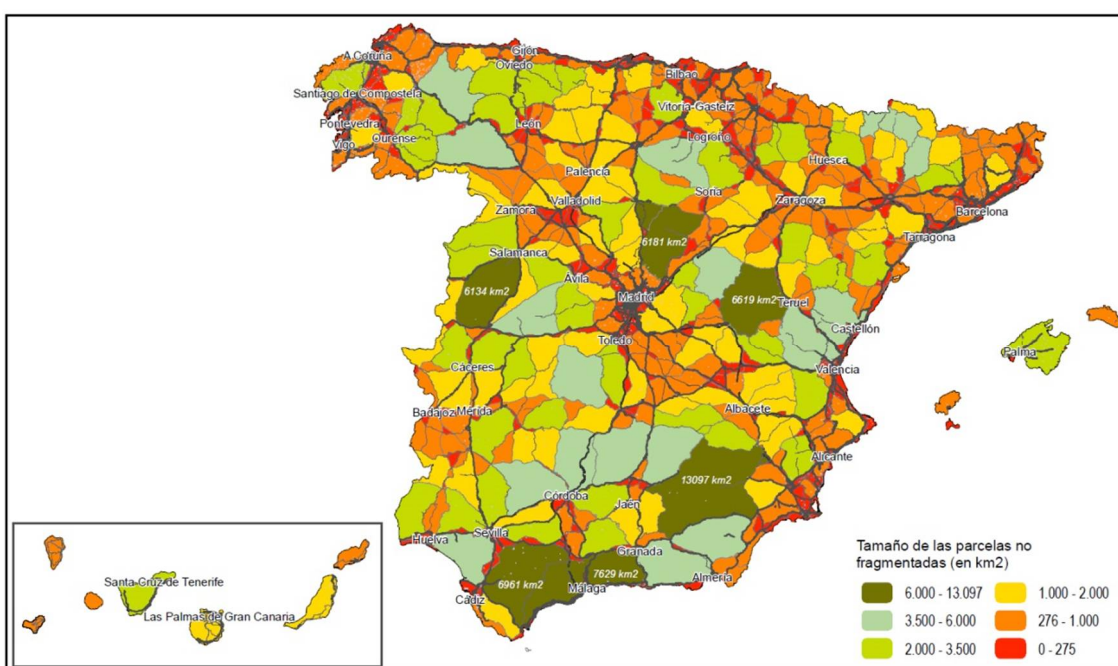 Gijón
A Coruña
Oviedo
Bilbao
Santiago de Compostela
Vitoria-Gasteiz
Pontevedra
León
Ourense
Logroño
Vigo
Huesca
Palencia
Soria
Zaragoza
Barcelona
Zamora
Valladolid
Tarragona
6181 km2
Salamanca
Ávila
6134 km2
Madrid
6619 km2
Teruel
Castellón
Toledo
Palma
Cáceres
Valencia
Badajoz
Mérida
Albacete
Alicante
13097 km2
Córdoba
Jaén
Sevilla
Huelva
Granada
7629 km2
Almería
6961 km2
Málaga
Cádiz
Santa Cruz de Tenerife
Las Palmas de Gran Canaria
Tamaño de las parcelas no
fragmentadas (en km2)
6.000 - 13.097
1.000 - 2.000
3.500 - 6.000
276 - 1.000
2.000 - 3.500
0 - 275